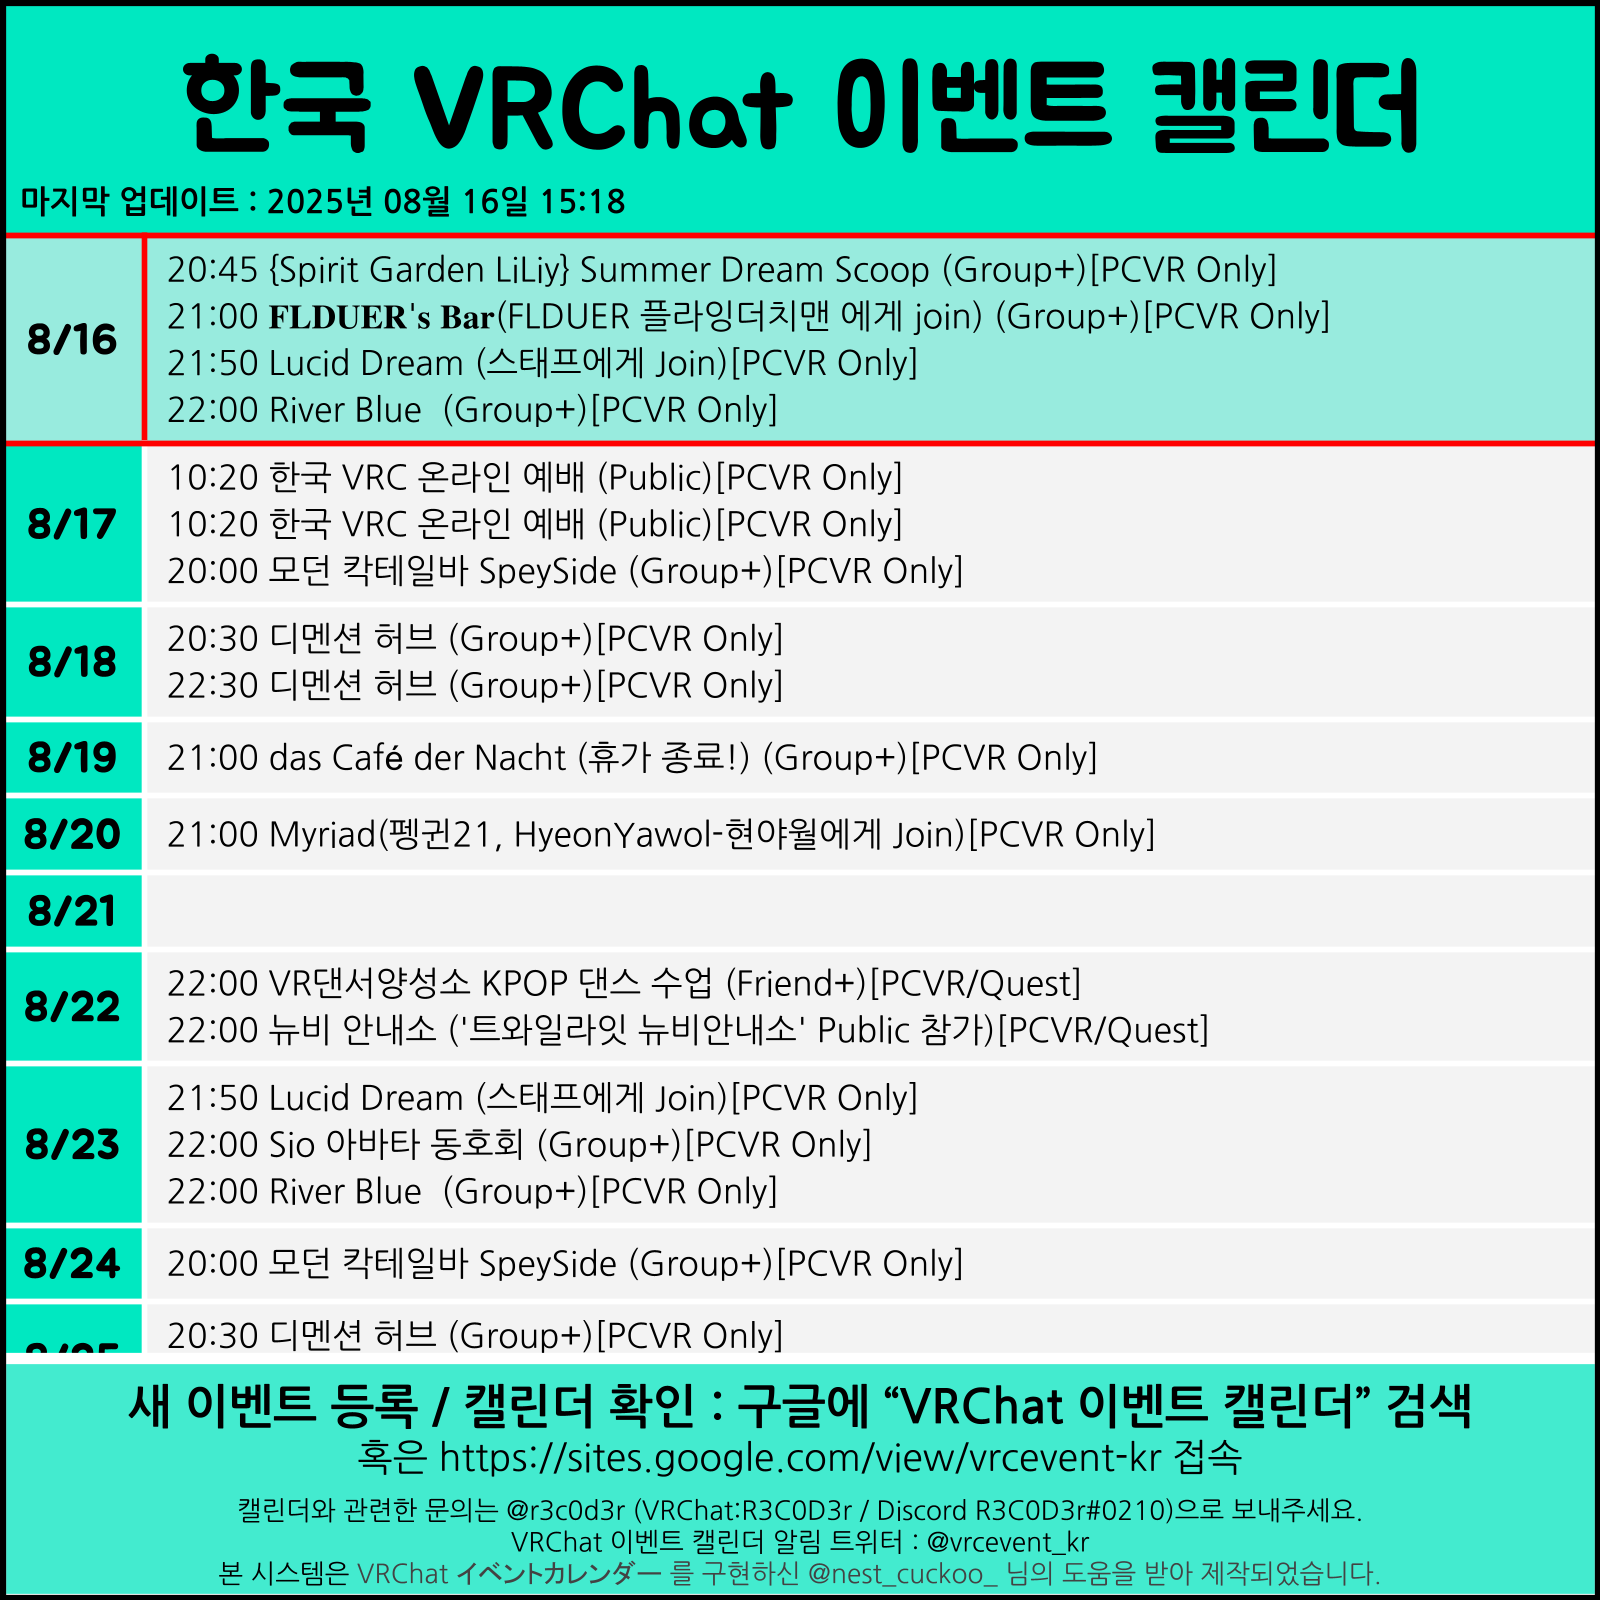 한국 VRChat 이벤트 캘린더
마지막 업데이트 : 2025년 08월 16일 15:18
8/16
20:45 {Spirit Garden LiLiy} Summer Dream Scoop (Group+)[PCVR Only]
21:00 𝐅𝐋𝐃𝐔𝐄𝐑'𝐬 𝐁𝐚𝐫(FLDUER 플라잉더치맨 에게 join) (Group+)[PCVR Only]
21:50 Lucid Dream (스태프에게 Join)[PCVR Only]
22:00 River Blue  (Group+)[PCVR Only]
8/17
10:20 한국 VRC 온라인 예배 (Public)[PCVR Only]
10:20 한국 VRC 온라인 예배 (Public)[PCVR Only]
20:00 모던 칵테일바 SpeySide (Group+)[PCVR Only]
8/18
20:30 디멘션 허브 (Group+)[PCVR Only]
22:30 디멘션 허브 (Group+)[PCVR Only]
8/19
21:00 das Café der Nacht (휴가 종료!) (Group+)[PCVR Only]
8/20
21:00 Myriad(펭귄21, HyeonYawol-현야월에게 Join)[PCVR Only]
8/21
8/22
22:00 VR댄서양성소 KPOP 댄스 수업 (Friend+)[PCVR/Quest]
22:00 뉴비 안내소 ('트와일라잇 뉴비안내소' Public 참가)[PCVR/Quest]
8/23
21:50 Lucid Dream (스태프에게 Join)[PCVR Only]
22:00 Sio 아바타 동호회 (Group+)[PCVR Only]
22:00 River Blue  (Group+)[PCVR Only]
8/24
20:00 모던 칵테일바 SpeySide (Group+)[PCVR Only]
20:30 디멘션 허브 (Group+)[PCVR Only]
새 이벤트 등록 / 캘린더 확인 : 구글에 “VRChat 이벤트 캘린더” 검색
혹은 https://sites.google.com/view/vrcevent-kr 접속
캘린더와 관련한 문의는 @r3c0d3r (VRChat:R3C0D3r / Discord R3C0D3r#0210)으로 보내주세요.
VRChat 이벤트 캘린더 알림 트위터 : @vrcevent_kr
본 시스템은 VRChat イベントカレンダー 를 구현하신 @nest_cuckoo_ 님의 도움을 받아 제작되었습니다.